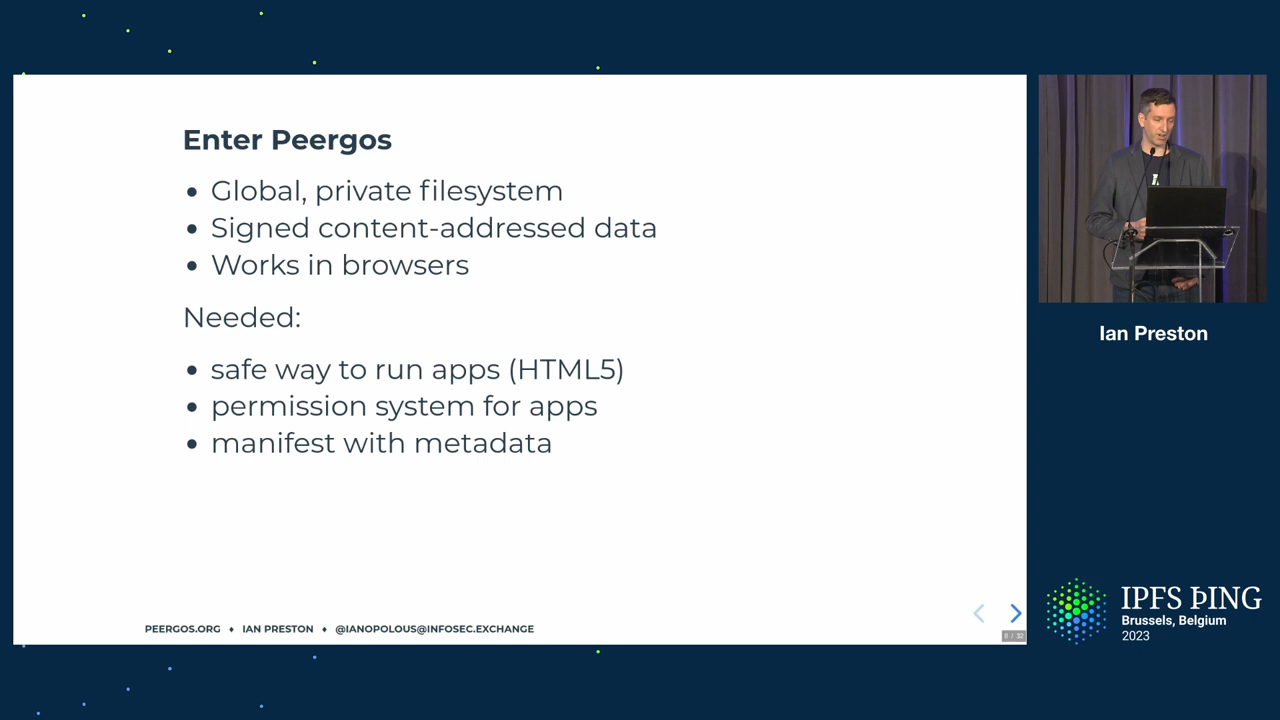 Enter Peergos
• Global, private filesystem
• Signed content-addressed data
• Works in browsers
Needed:
• safe way to run apps (HTML5)
• permission system for apps
• manifest with metadata
PEERGOS.ORG ♦ IAN PRESTON ♦ @IANOPOLOUS@INFOSEC.EXCHANGE
Ian Preston
IPFS ÞING
Brussels, Belgium
2023